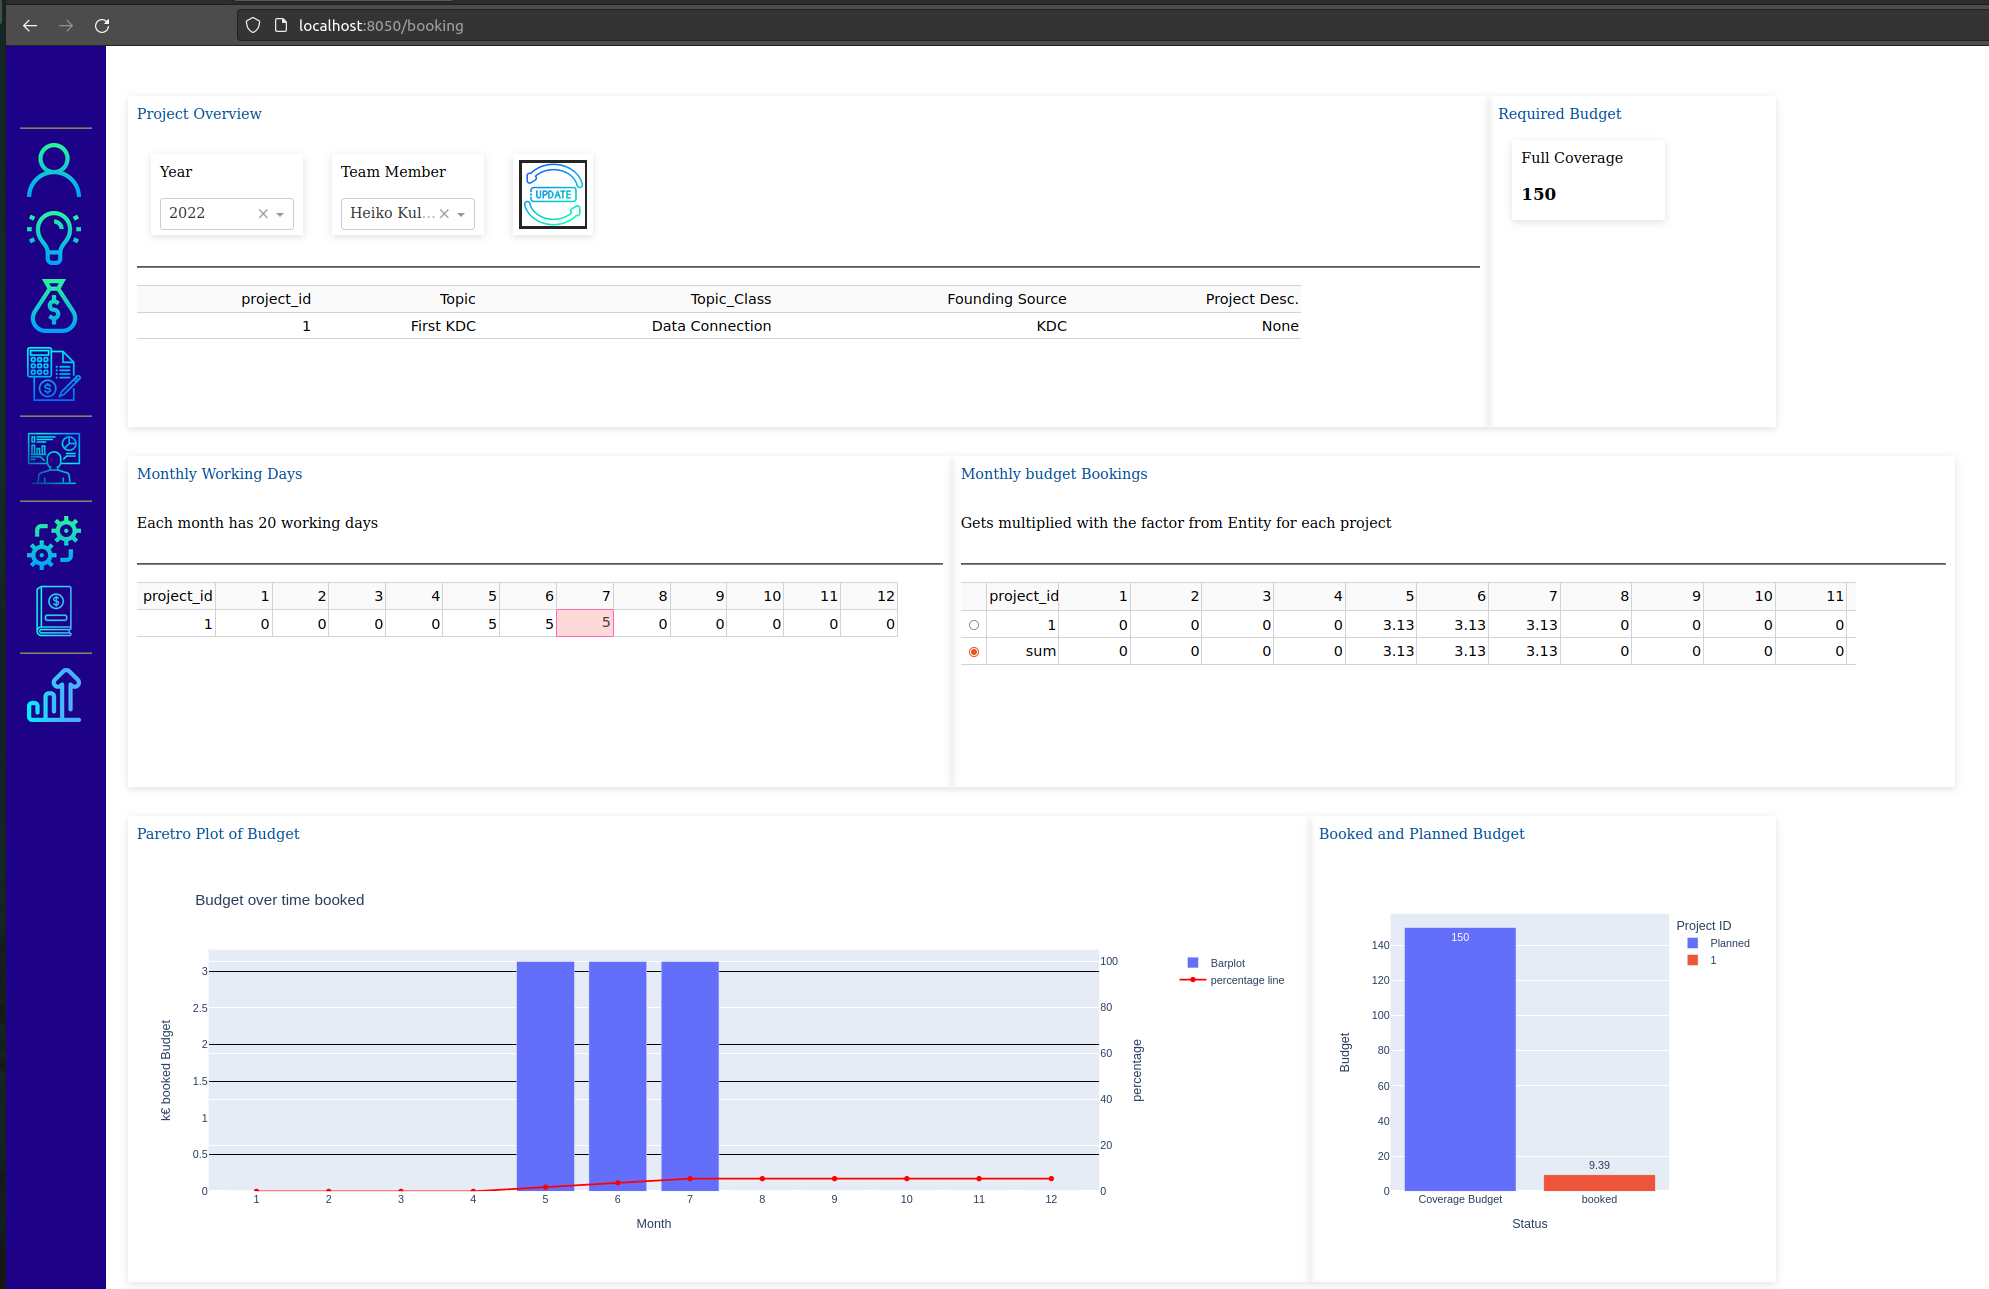 localhost:8050/booking
Project Overview
Required Budget
Year
Team Member
Full Coverage
2022
Heiko Kul...
UPDATE
150
project_id Topic Topic_Class Founding Source Project Desc.
1 First KDC Data Connection KDC None
Monthly Working Days
Each month has 20 working days
project_id 1 2 3 4 5 6 7 8 9 10 11 12
1 0 0 0 0 5 5 5 0 0 0 0 0
Monthly budget Bookings
Gets multiplied with the factor from Entity for each project
project_id 1 2 3 4 5 6 7 8 9 10 11
1 0 0 0 0 3.13 3.13 3.13 0 0 0 0
sum 0 0 0 0 3.13 3.13 3.13 0 0 0 0
Paretro Plot of Budget
Budget over time booked
3
2.5
2
1.5
1
0.5
0
k€ booked Budget
100
80
60
40
20
0
percentage
1 2 3 4 5 6 7 8 9 10 11 12
Month
Barplot
percentage line
Booked and Planned Budget
140
120
100
80
60
40
20
0
Budget
150
9.39
Coverage Budget booked
Status
Project ID
Planned
1